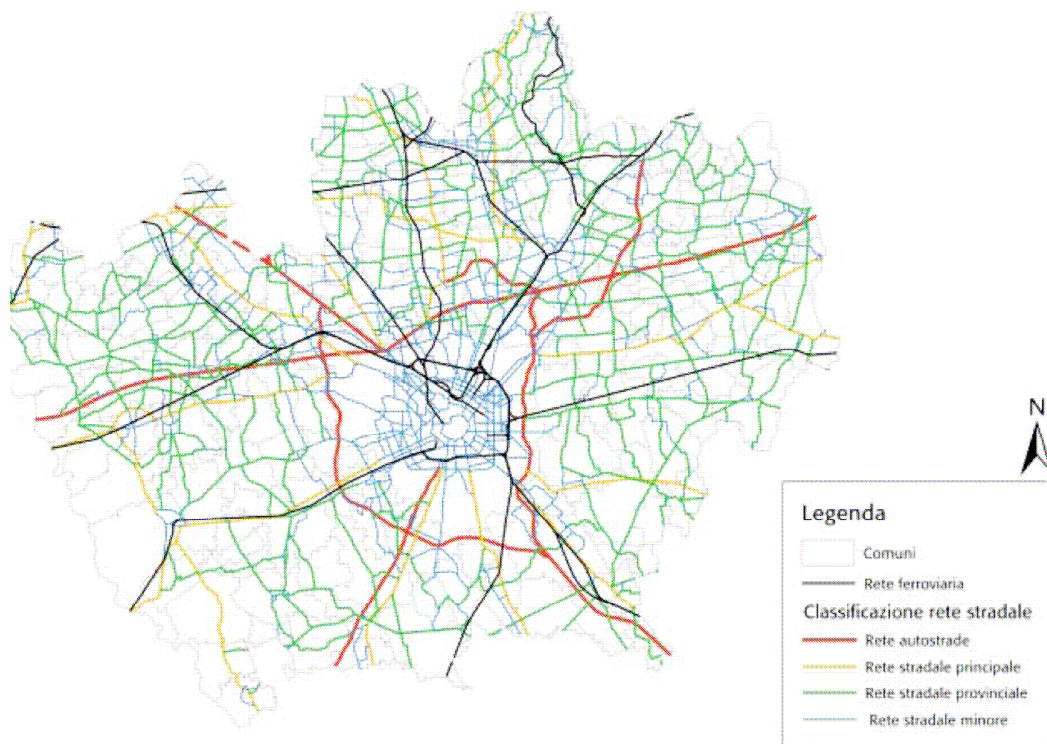 N
Legenda
Comuni
Rete ferroviaria
Classificazione rete stradale
Rete autostrade
Rete stradale principale
Rete stradale provinciale
Rete stradale minore